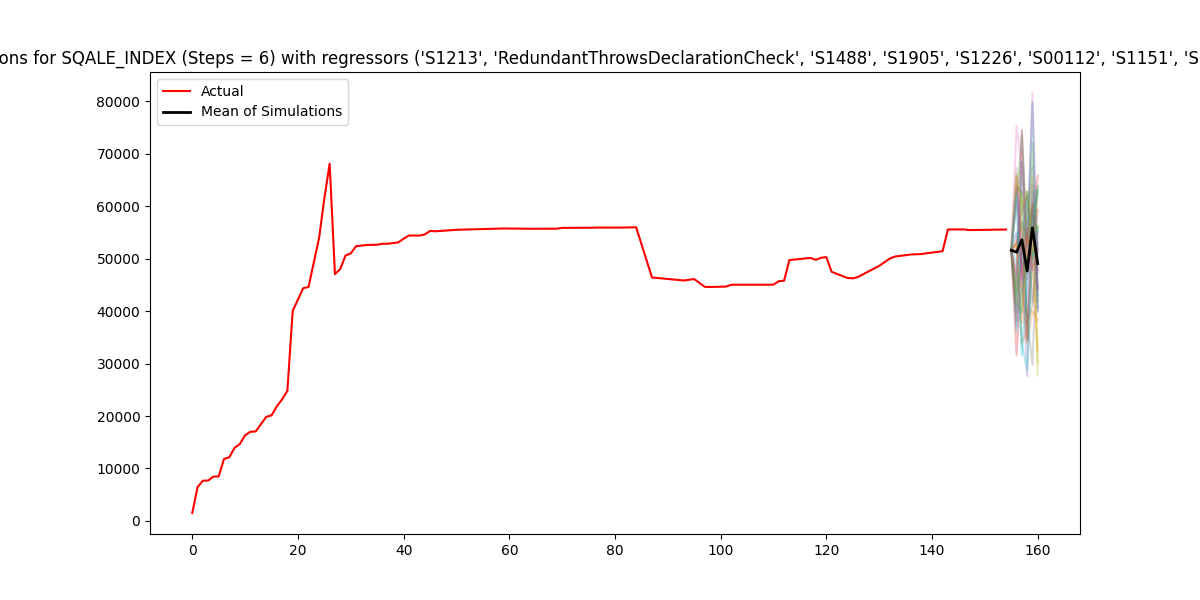 ons for SQALE_INDEX (Steps = 6) with regressors ('S1213', 'RedundantThrowsDeclarationCheck', 'S1488', 'S1905', 'S1226', 'S00112', 'S1151', 'S
Actual
Mean of Simulations
80000
70000
60000
50000
40000
30000
20000
10000
0
0 20 40 60 80 100 120 140 160